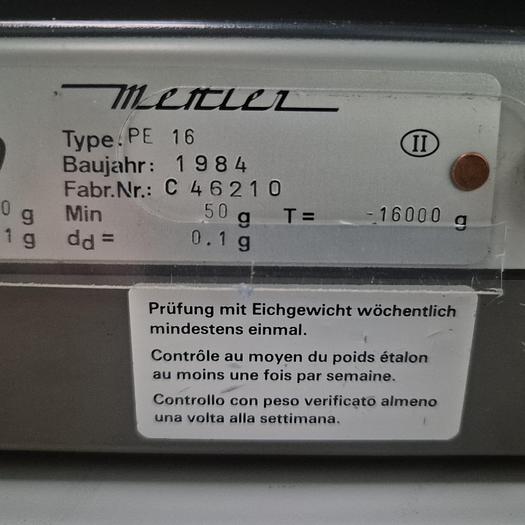 Mettler
Type: PE 16
II
Baujahr: 1984
Fabr.Nr.: C 46210
0 g Min 50 g T = -16000 g
1 g dd = 0.1 g
Prüfung mit Eichgewicht wöchentlich
mindestens einmal.
Contrôle au moyen du poids étalon
au moins une fois par semaine.
Controllo con peso verificato almeno
una volta alla settimana.